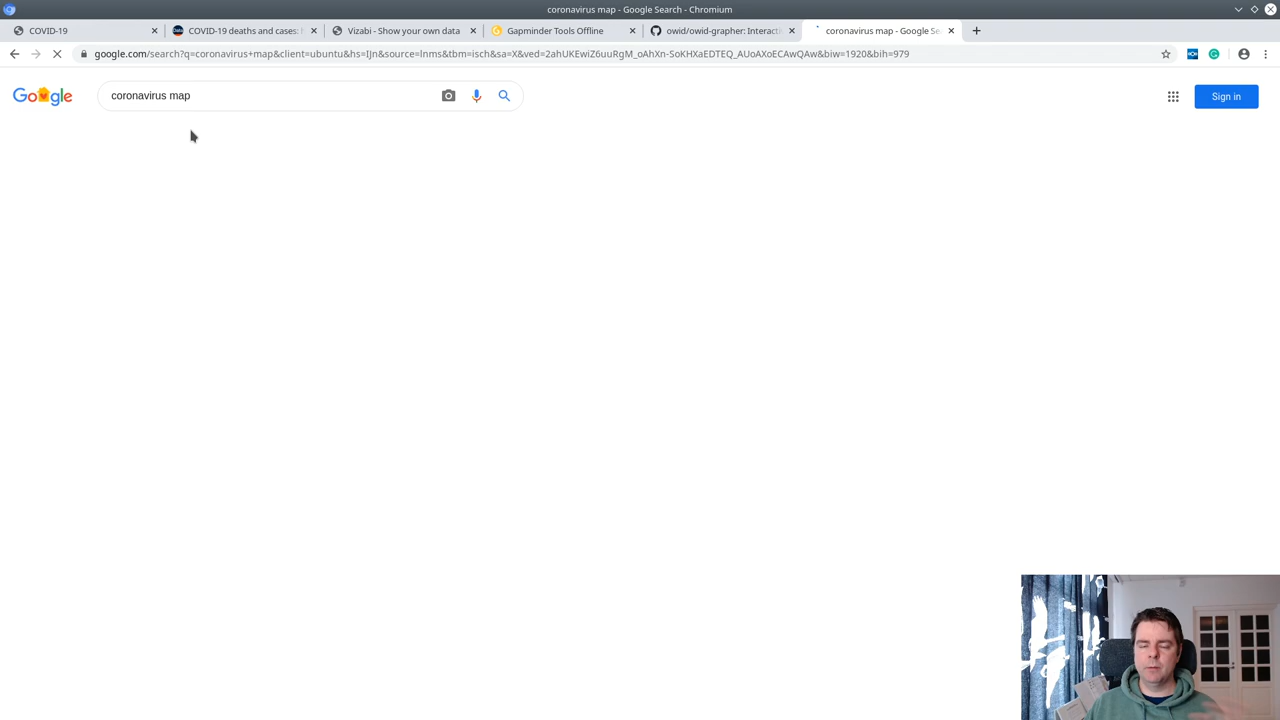 coronavirus map - Google Search - Chromium
COVID-19
COVID-19 deaths and cases: h
Vizabi - Show your own data
Gapminder Tools Offline
owid/owid-grapher: Interacti
coronavirus map - Google Se
google.com/search?q=coronavirus+map&client=ubuntu&hs=IJn&source=lnms&tbm=isch&sa=X&ved=2ahUKEwiZ6uuRgM_oAhXn-SoKHXaEDTEQ_AUoAXoECAwQAw&biw=1920&bih=979
Google
coronavirus map
Sign in